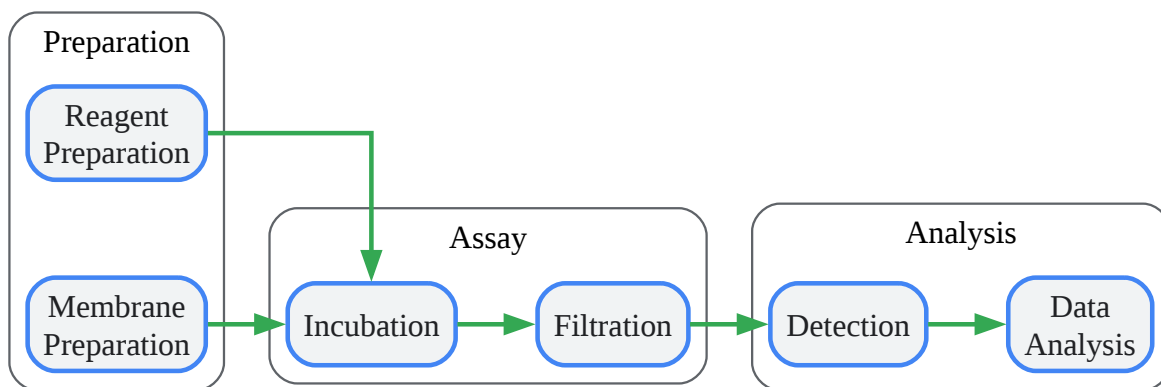 Preparation
Reagent
Preparation
Membrane
Preparation
Assay
Incubation
Filtration
Analysis
Detection
Data
Analysis